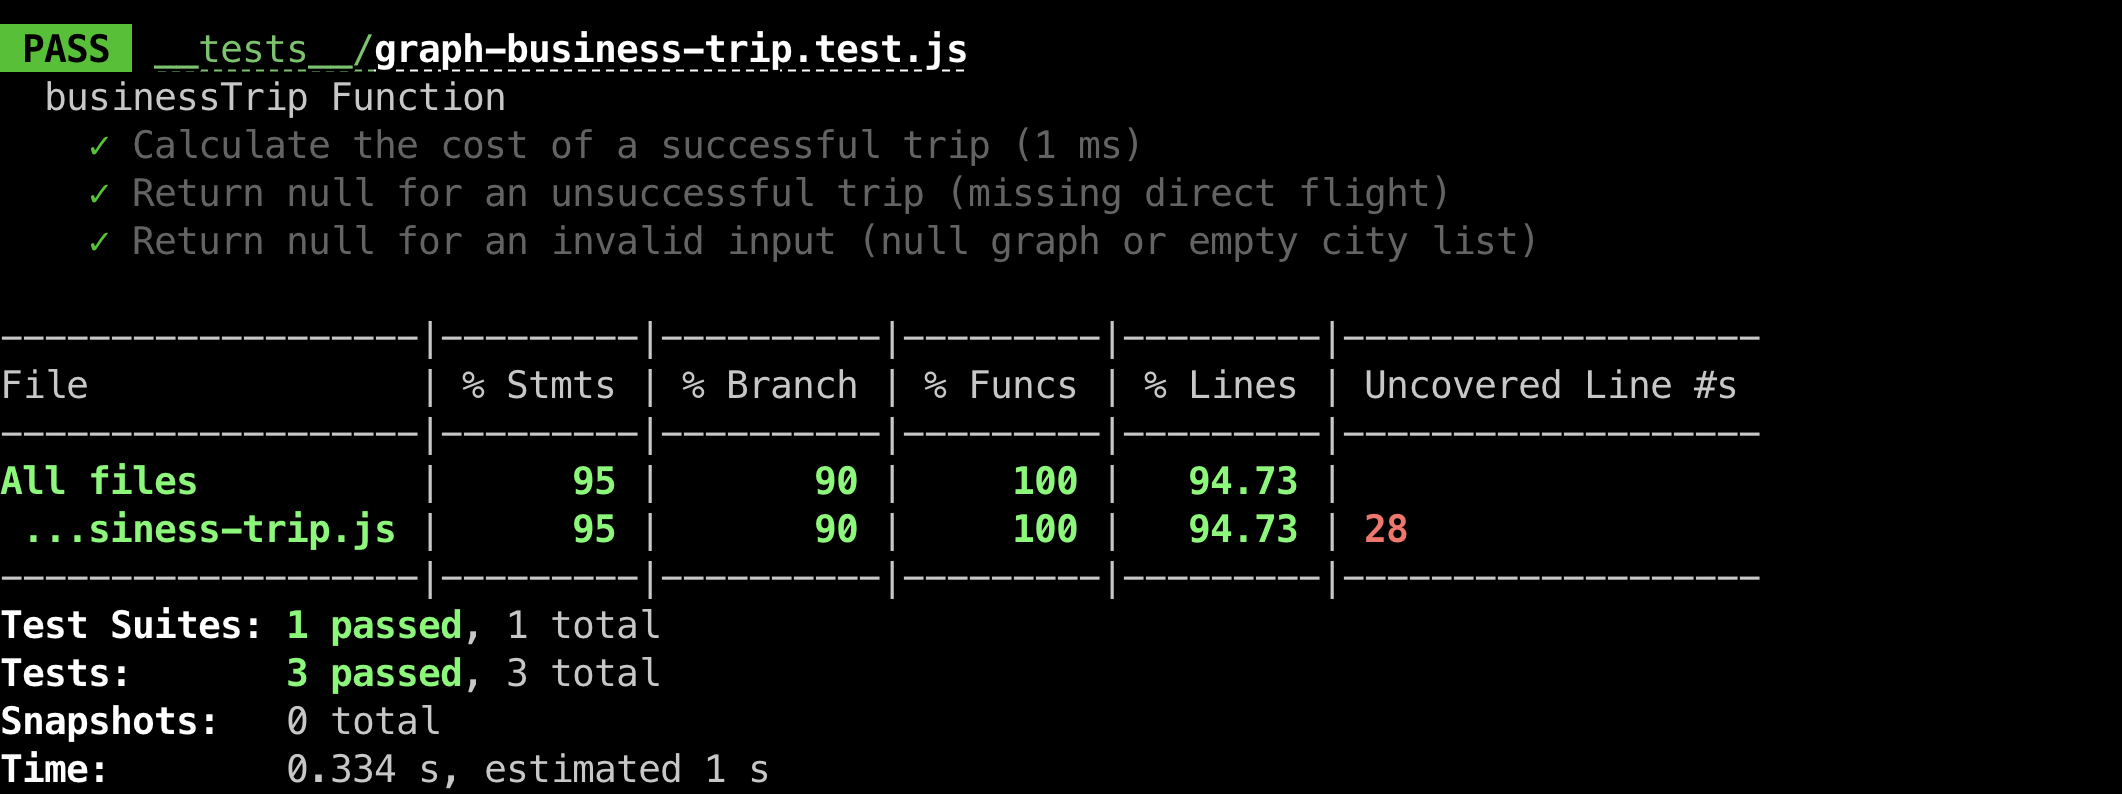 PASS __tests__/graph-business-trip.test.js
businessTrip Function
✓ Calculate the cost of a successful trip (1 ms)
✓ Return null for an unsuccessful trip (missing direct flight)
✓ Return null for an invalid input (null graph or empty city list)
-------------------|---------|----------|---------|---------|-------------------
File | % Stmts | % Branch | % Funcs | % Lines | Uncovered Line #s
-------------------|---------|----------|---------|---------|-------------------
All files | 95 | 90 | 100 | 94.73 |
...siness-trip.js | 95 | 90 | 100 | 94.73 | 28
-------------------|---------|----------|---------|---------|-------------------
Test Suites: 1 passed, 1 total
Tests: 3 passed, 3 total
Snapshots: 0 total
Time: 0.334 s, estimated 1 s